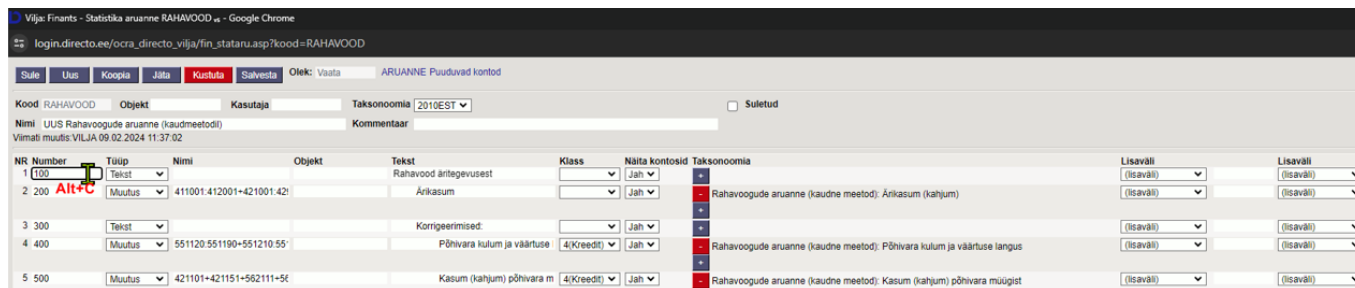 Vilja: Finants - Statistika aruanne RAHAVOOD v6 - Google Chrome
login.directo.ee/ocra_directo_vilja/fin_stataru.asp?kood=RAHAVOOD
Sule Uus Koopia Jäta Kustuta Salvesta Olek: Vaata ARUANNE Puuduvad kontod
Kood RAHAVOOD Objekt Kasutaja Taksonoomia 2010EST Suletud
Nimi UUS Rahavoogude aruanne (kaudmeetodil) Kommentaar
Viimati muutis: VILJA 09.02.2024 11:37:02
NR Number Tüüp Nimi Objekt Tekst Klass Näita kontosid Taksonoomia Lisaväli Lisaväli
1 100 Tekst Rahavood äritegevusest Jah + (lisaväli) (lisaväli)
2 200 Alt+C Muutus 411001:412001+421001:42 Ärikasum Jah - Rahavoogude aruanne (kaudne meetod): Ärikasum (kahjum) (lisaväli) (lisaväli)
+
3 300 Tekst Korrigeerimised: Jah + (lisaväli) (lisaväli)
4 400 Muutus 551120:551190+551210:55 Põhivara kulum ja väärtuse 4(Kreedit) Jah - Rahavoogude aruanne (kaudne meetod): Põhivara kulum ja väärtuse langus (lisaväli) (lisaväli)
+
5 500 Muutus 421101+421151+562111+56 Kasum (kahjum) põhivara m 4(Kreedit) Jah - Rahavoogude aruanne (kaudne meetod): Kasum (kahjum) põhivara müügist (lisaväli) (lisaväli)